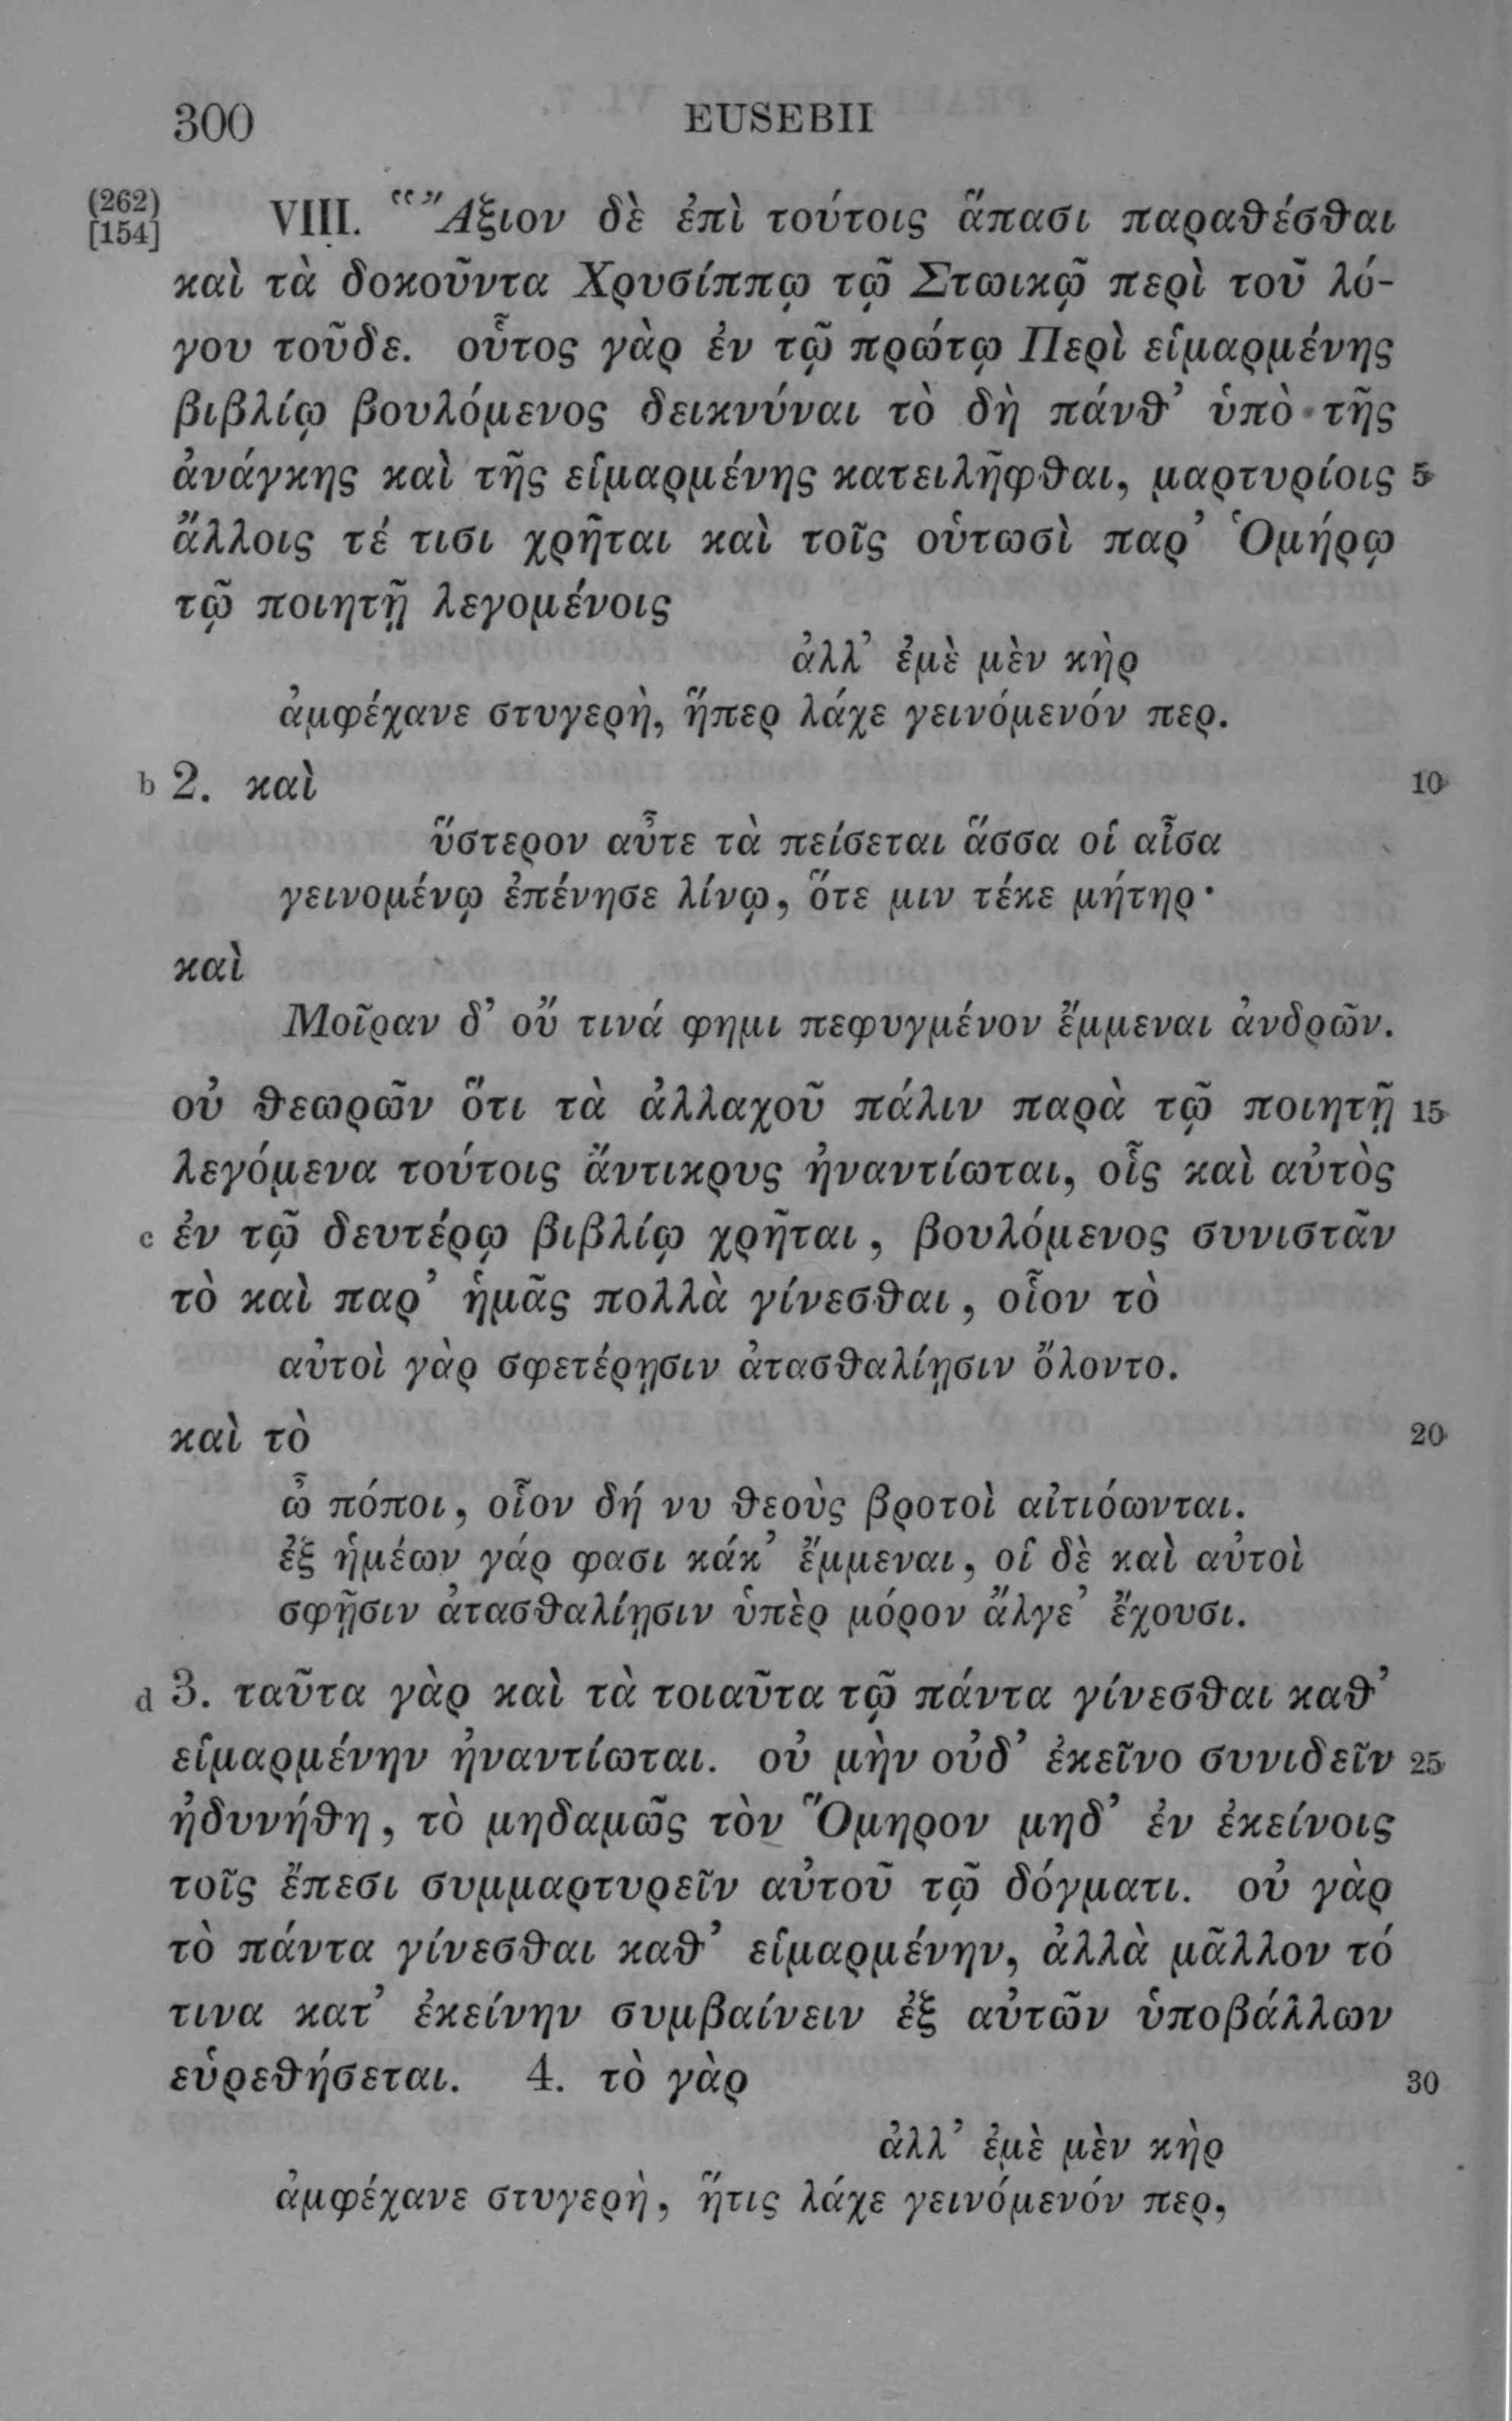 300 EUSEBII
(262) VIII. “Ἄξιον δὲ ἐπὶ τούτοις ἅπασι παραθέσθαι
[154]
καὶ τὰ δοκοῦντα Χρυσίππῳ τῷ Στωικῷ περὶ τοῦ λό-
γου τοῦδε. οὗτος γὰρ ἐν τῷ πρώτῳ Περὶ εἱμαρμένης
βιβλίῳ βουλόμενος δεικνύναι τὸ δὴ πάνθ’ ὑπὸ τῆς
ἀνάγκης καὶ τῆς εἱμαρμένης κατειλῆφθαι, μαρτυρίοις 5
ἄλλοις τέ τισι χρῆται καὶ τοῖς οὑτωσὶ παρ’ Ὁμήρῳ
τῷ ποιητῇ λεγομένοις
ἀλλ’ ἐμὲ μὲν κὴρ
ἀμφέχανε στυγερὴ, ἥπερ λάχε γεινόμενόν περ.
b 2. καὶ 10
ὕστερον αὖτε τὰ πείσεται ἅσσα οἱ αἶσα
γεινομένῳ ἐπένησε λίνῳ, ὅτε μιν τέκε μήτηρ·
καὶ
Μοῖραν δ’ οὔ τινά φημι πεφυγμένον ἔμμεναι ἀνδρῶν.
οὐ θεωρῶν ὅτι τὰ ἀλλαχοῦ πάλιν παρὰ τῷ ποιητῇ 15
λεγόμενα τούτοις ἄντικρυς ἠναντίωται, οἷς καὶ αὐτὸς
c ἐν τῷ δευτέρῳ βιβλίῳ χρῆται, βουλόμενος συνιστᾶν
τὸ καὶ παρ’ ἡμᾶς πολλὰ γίνεσθαι, οἷον τὸ
αὐτοὶ γὰρ σφετέρῃσιν ἀτασθαλίῃσιν ὄλοντο.
καὶ τὸ 20
ὦ πόποι, οἷον δή νυ θεοὺς βροτοὶ αἰτιόωνται.
ἐξ ἡμέων γάρ φασι κάκ’ ἔμμεναι, οἱ δὲ καὶ αὐτοὶ
σφῇσιν ἀτασθαλίῃσιν ὑπὲρ μόρον ἄλγε’ ἔχουσι.
d 3. ταῦτα γὰρ καὶ τὰ τοιαῦτα τῷ πάντα γίνεσθαι καθ’
εἱμαρμένην ἠναντίωται. οὐ μὴν οὐδ’ ἐκεῖνο συνιδεῖν 25
ἠδυνήθη, τὸ μηδαμῶς τὸν Ὅμηρον μηδ’ ἐν ἐκείνοις
τοῖς ἔπεσι συμμαρτυρεῖν αὐτοῦ τῷ δόγματι. οὐ γὰρ
τὸ πάντα γίνεσθαι καθ’ εἱμαρμένην, ἀλλὰ μᾶλλον τό
τινα κατ’ ἐκείνην συμβαίνειν ἐξ αὐτῶν ὑποβάλλων
εὑρεθήσεται. 4. τὸ γὰρ 30
ἀλλ’ ἐμὲ μὲν κὴρ
ἀμφέχανε στυγερὴ, ἥτις λάχε γεινόμενόν περ,